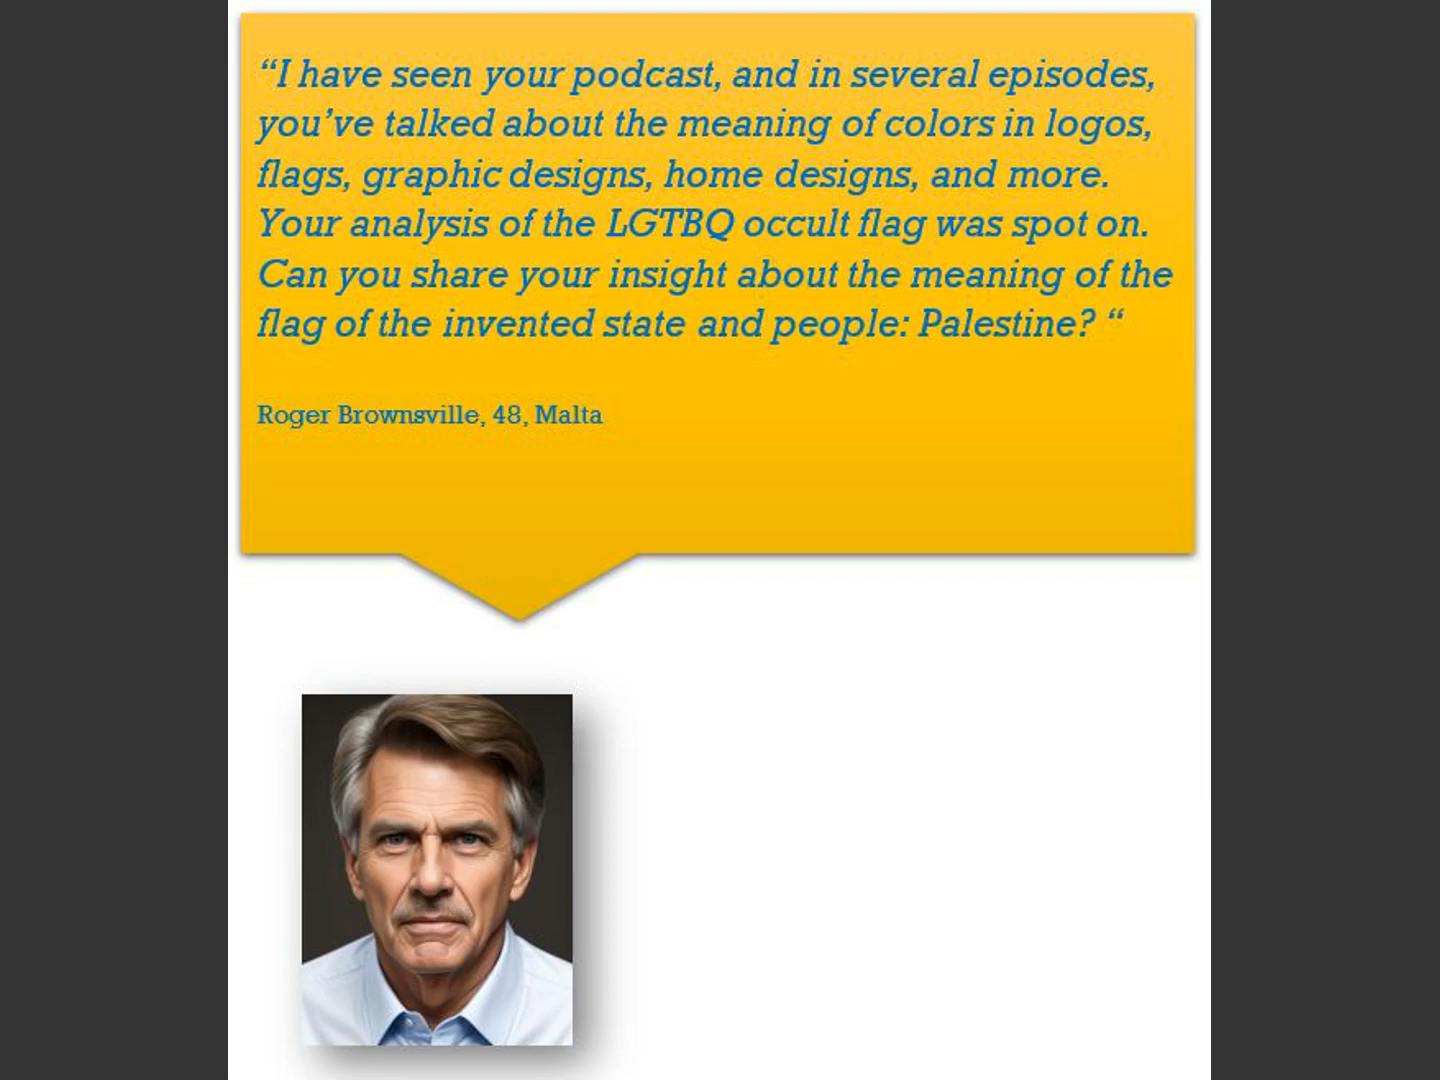 “I have seen your podcast, and in several episodes,
you’ve talked about the meaning of colors in logos,
flags, graphic designs, home designs, and more.
Your analysis of the LGTBQ occult flag was spot on.
Can you share your insight about the meaning of the
flag of the invented state and people: Palestine? “
Roger Brownsville, 48, Malta